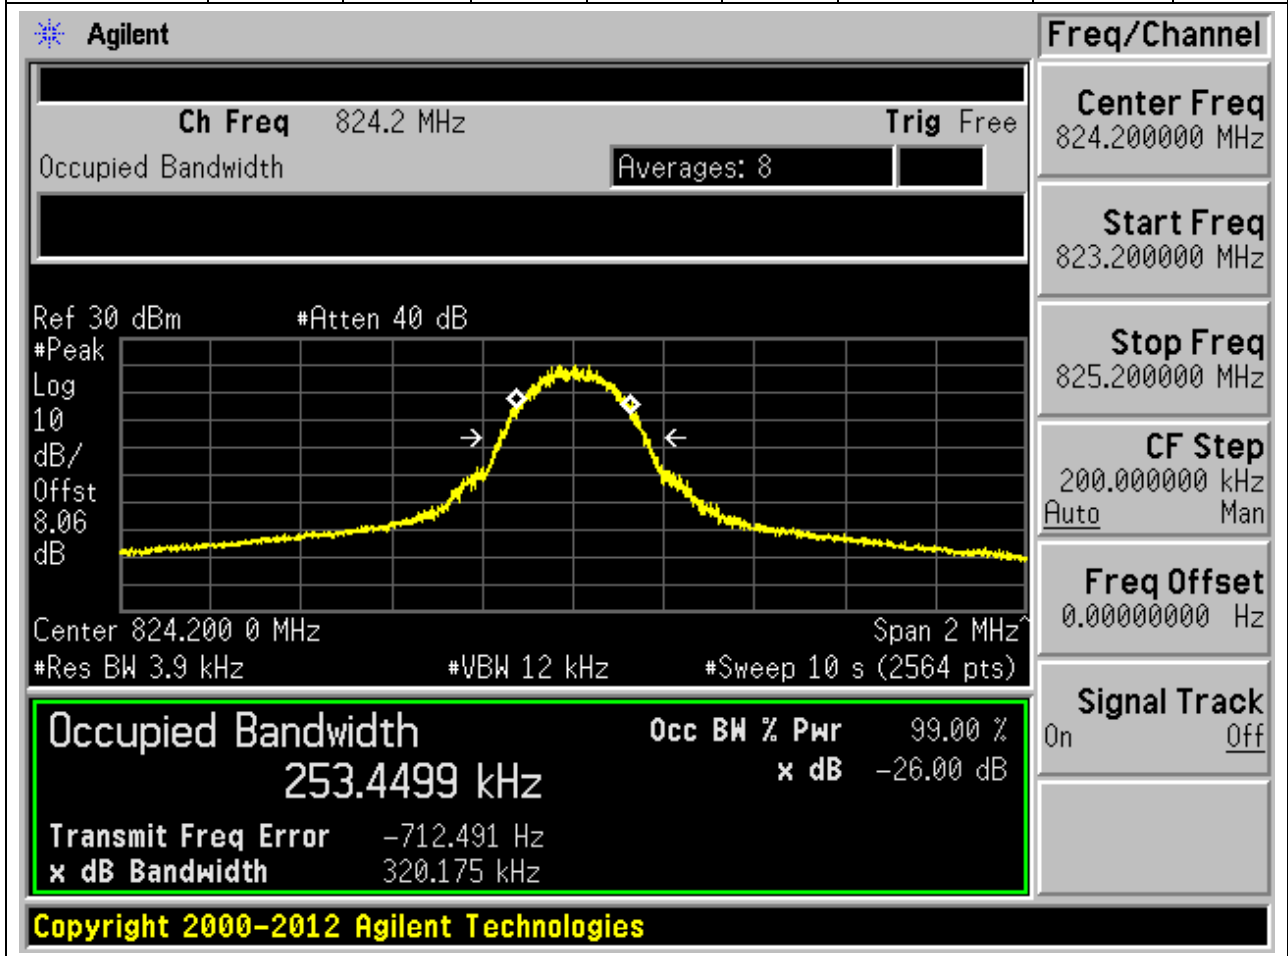 Agilent
Freq/Channel
Ch Freq 824.2 MHz Trig Free
Occupied Bandwidth Averages: 8
Center Freq
824.200000 MHz
Start Freq
823.200000 MHz
Stop Freq
825.200000 MHz
CF Step
200.000000 kHz
Auto Man
Freq Offset
0.00000000 Hz
Signal Track
On Off
Ref 30 dBm #Atten 40 dB
#Peak
Log
10
dB/
Offst
8.06
dB
Center 824.200 0 MHz Span 2 MHz^
#Res BW 3.9 kHz #VBW 12 kHz #Sweep 10 s (2564 pts)
Occupied Bandwidth Occ BW % Pwr 99.00 %
253.4499 kHz x dB -26.00 dB
Transmit Freq Error -712.491 Hz
x dB Bandwidth 320.175 kHz
Copyright 2000-2012 Agilent Technologies